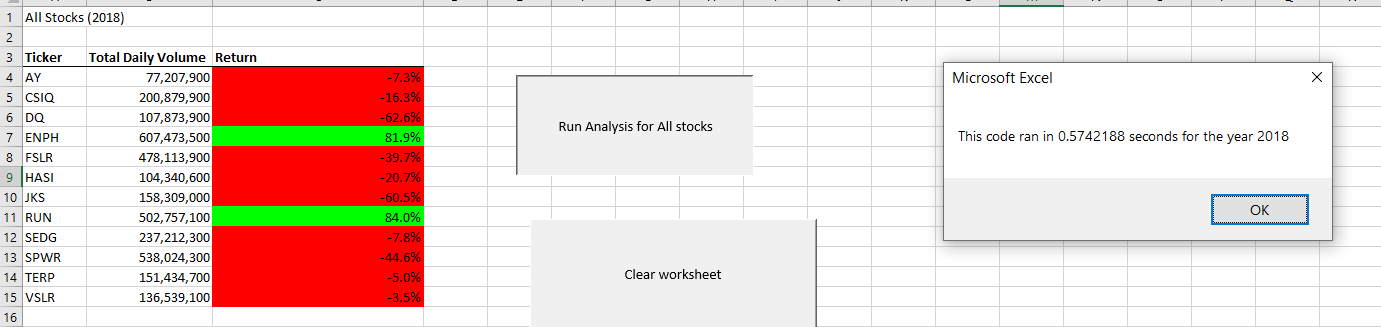 1 All Stocks (2018)
2
3 Ticker Total Daily Volume Return
4 AY 77,207,900 -7.3%
5 CSIQ 200,879,900 -16.3%
6 DQ 107,873,900 -62.6%
7 ENPH 607,473,500 81.9%
8 FSLR 478,113,900 -39.7%
9 HASI 104,340,600 -20.7%
10 JKS 158,309,000 -60.5%
11 RUN 502,757,100 84.0%
12 SEDG 237,212,300 -7.8%
13 SPWR 538,024,300 -44.6%
14 TERP 151,434,700 -5.0%
15 VSLR 136,539,100 -3.5%
16
Run Analysis for All stocks
Clear worksheet
Microsoft Excel
This code ran in 0.5742188 seconds for the year 2018
OK